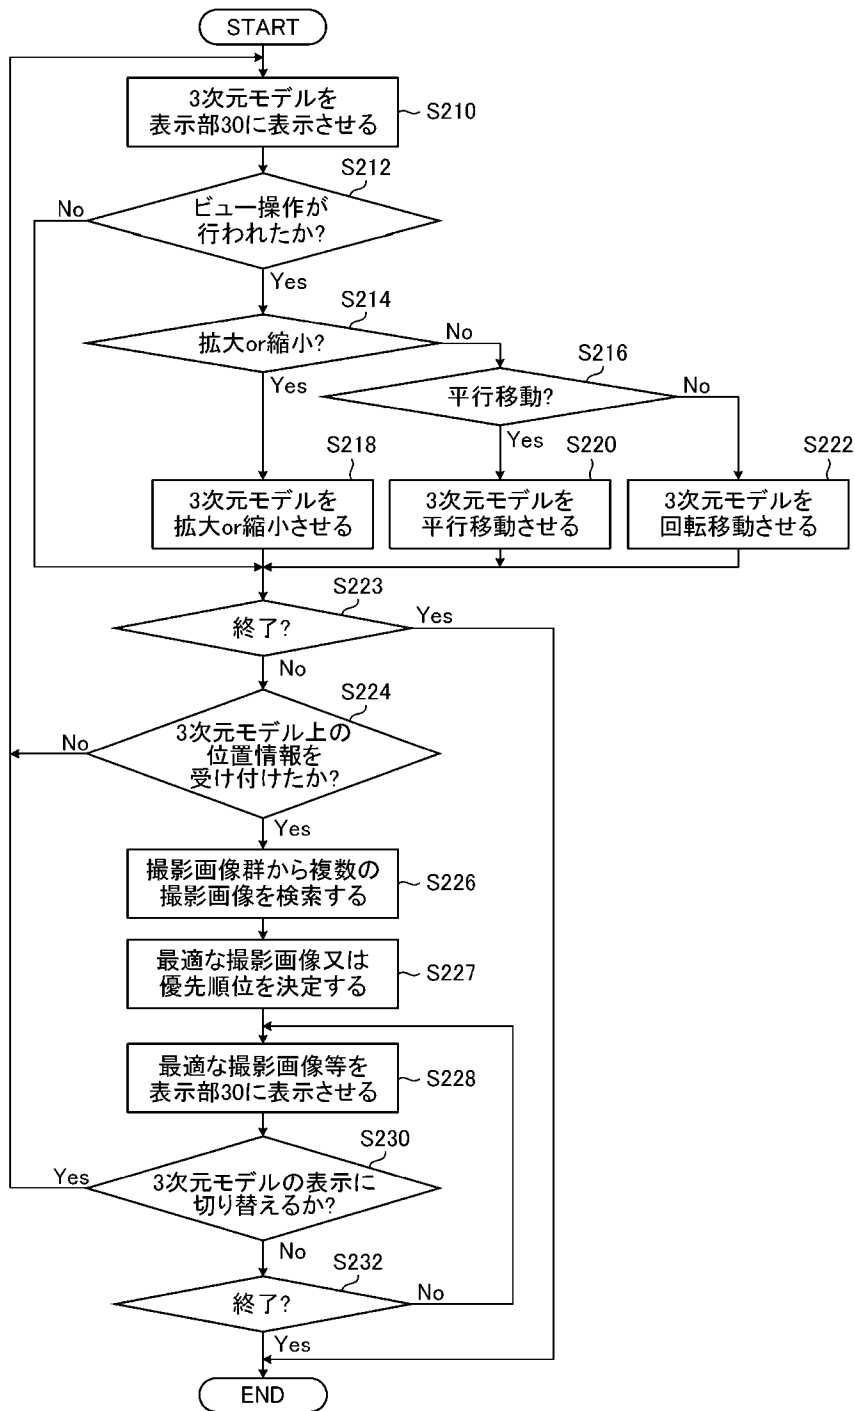 START
3次元モデルを
表示部30に表示させる
S210
S212
ビュー操作が
行われたか?
No
Yes
S214
拡大or縮小?
No
Yes
S216
平行移動?
No
Yes
S218
3次元モデルを
拡大or縮小させる
S220
3次元モデルを
平行移動させる
S222
3次元モデルを
回転移動させる
S223
終了?
Yes
No
S224
3次元モデル上の
位置情報を
受け付けたか?
No
Yes
撮影画像群から複数の
撮影画像を検索する
S226
最適な撮影画像又は
優先順位を決定する
S227
最適な撮影画像等を
表示部30に表示させる
S228
S230
3次元モデルの表示に
切り替えるか?
Yes
No
S232
終了?
No
Yes
END